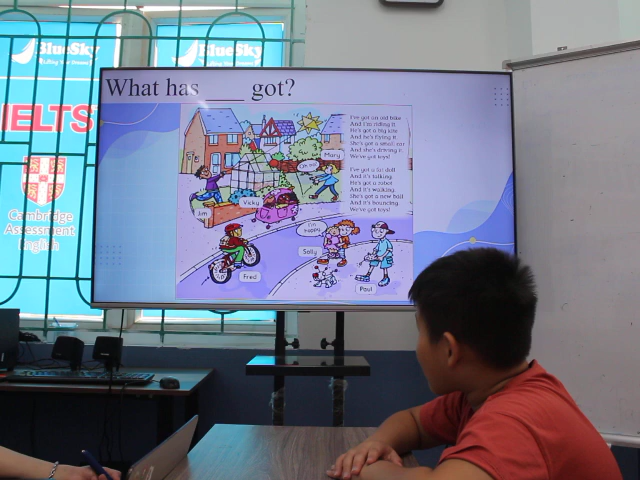 BlueSky
BlueSky
IELTS
Cambridge
Assessment
English
What has ____ got?
I've got an old bike
And I'm riding it.
He's got a big kite
And he's flying it.
She's got a small car
And she's driving it.
We've got toys!
I've got a fat doll
And it's talking.
He's got a robot
And it's walking.
She's got a new ball
And it's bouncing.
We've got toys!
Mary
Vicky
Jim
I'm
happy
Sally
Fred
Paul